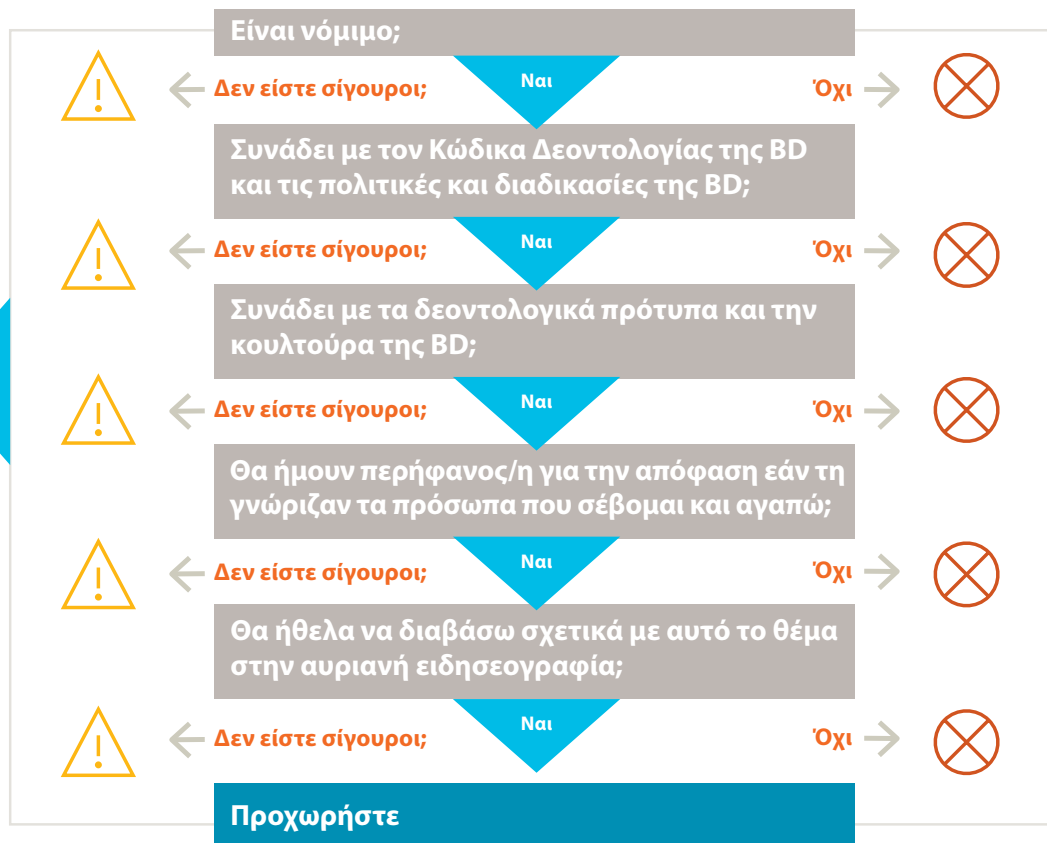 Είναι νόμιμο;
Δεν είστε σίγουροι; Ναι Όχι
Συνάδει με τον Κώδικα Δεοντολογίας της BD
και τις πολιτικές και διαδικασίες της BD;
Δεν είστε σίγουροι; Ναι Όχι
Συνάδει με τα δεοντολογικά πρότυπα και την
κουλτούρα της BD;
Δεν είστε σίγουροι; Ναι Όχι
Θα ήμουν περήφανος/η για την απόφαση εάν τη
γνώριζαν τα πρόσωπα που σέβομαι και αγαπώ;
Δεν είστε σίγουροι; Ναι Όχι
Θα ήθελα να διαβάσω σχετικά με αυτό το θέμα
στην αυριανή ειδησεογραφία;
Δεν είστε σίγουροι; Ναι Όχι
Προχωρήστε